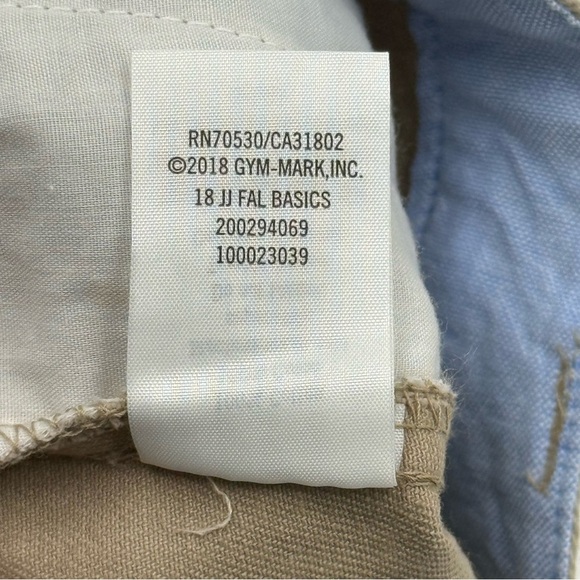 RN70530/CA31802
©2018 GYM-MARK,INC.
18 JJ FAL BASICS
200294069
100023039